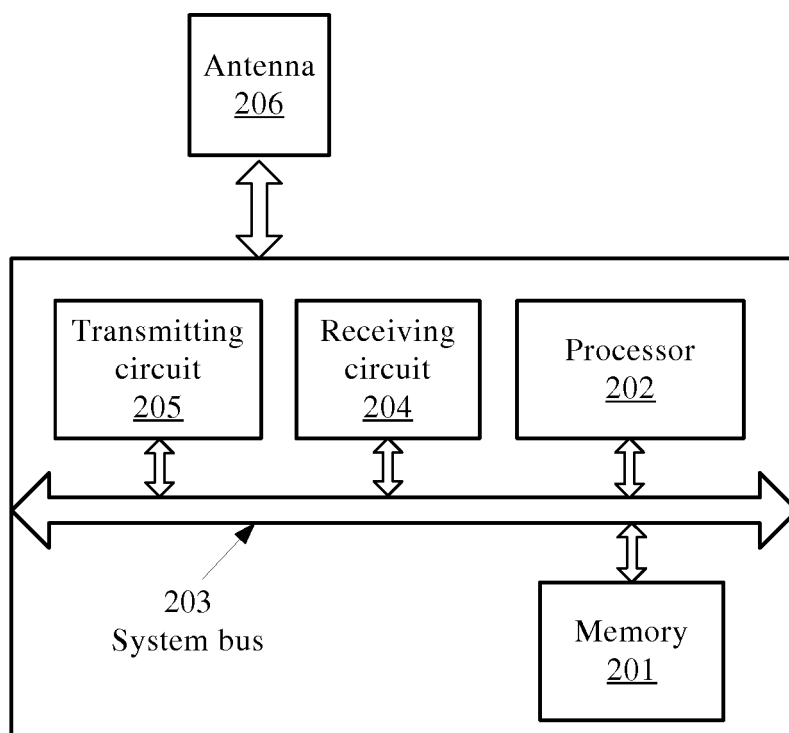 Antenna
206
Transmitting
circuit
205
Receiving
circuit
204
Processor
202
203
System bus
Memory
201